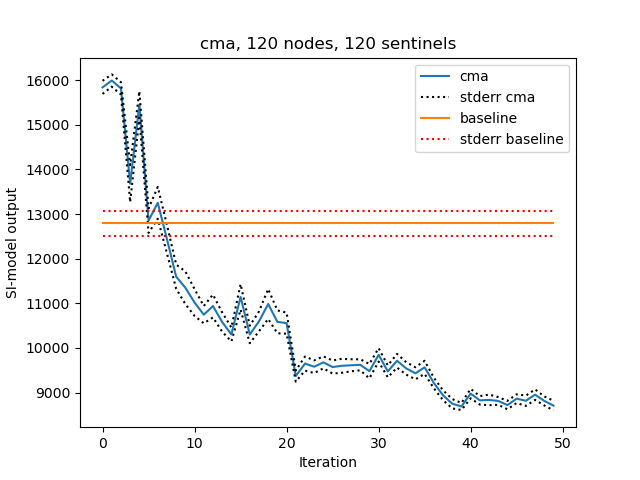 cma, 120 nodes, 120 sentinels
cma
stderr cma
baseline
stderr baseline
16000
15000
14000
13000
12000
11000
10000
9000
SI-model output
0 10 20 30 40 50
Iteration